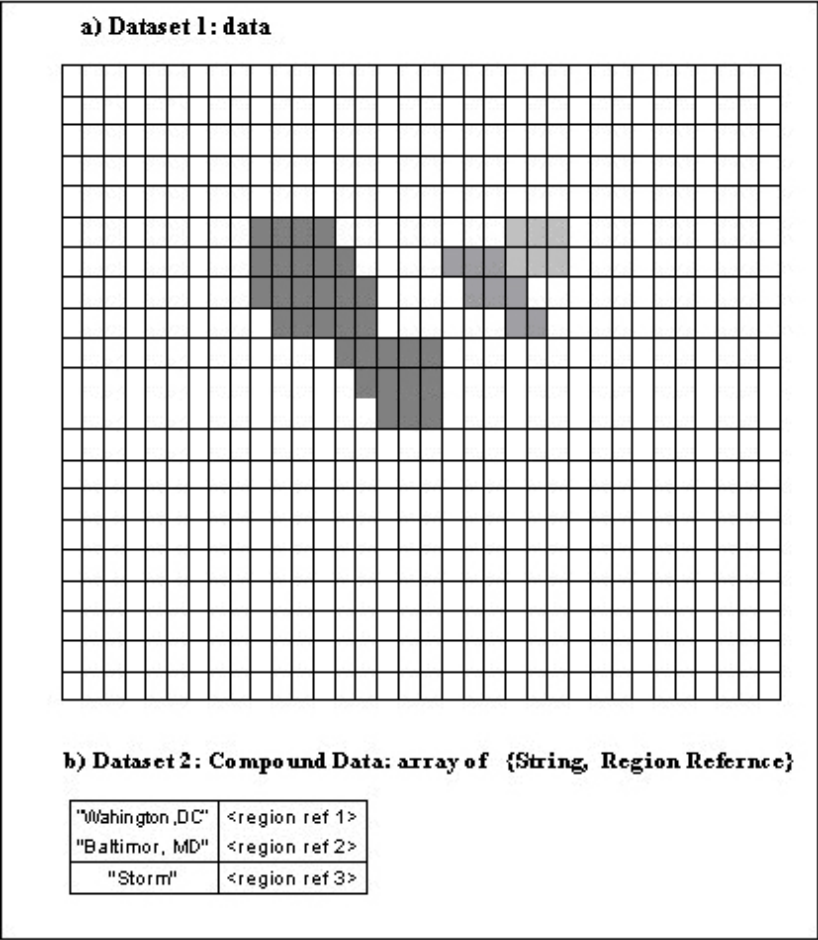 a) Dataset 1: data
b) Dataset 2: Compound Data: array of {String, Region Refernce}
"Wahington,DC" <region ref 1>
"Baltimor, MD" <region ref 2>
"Storm" <region ref 3>